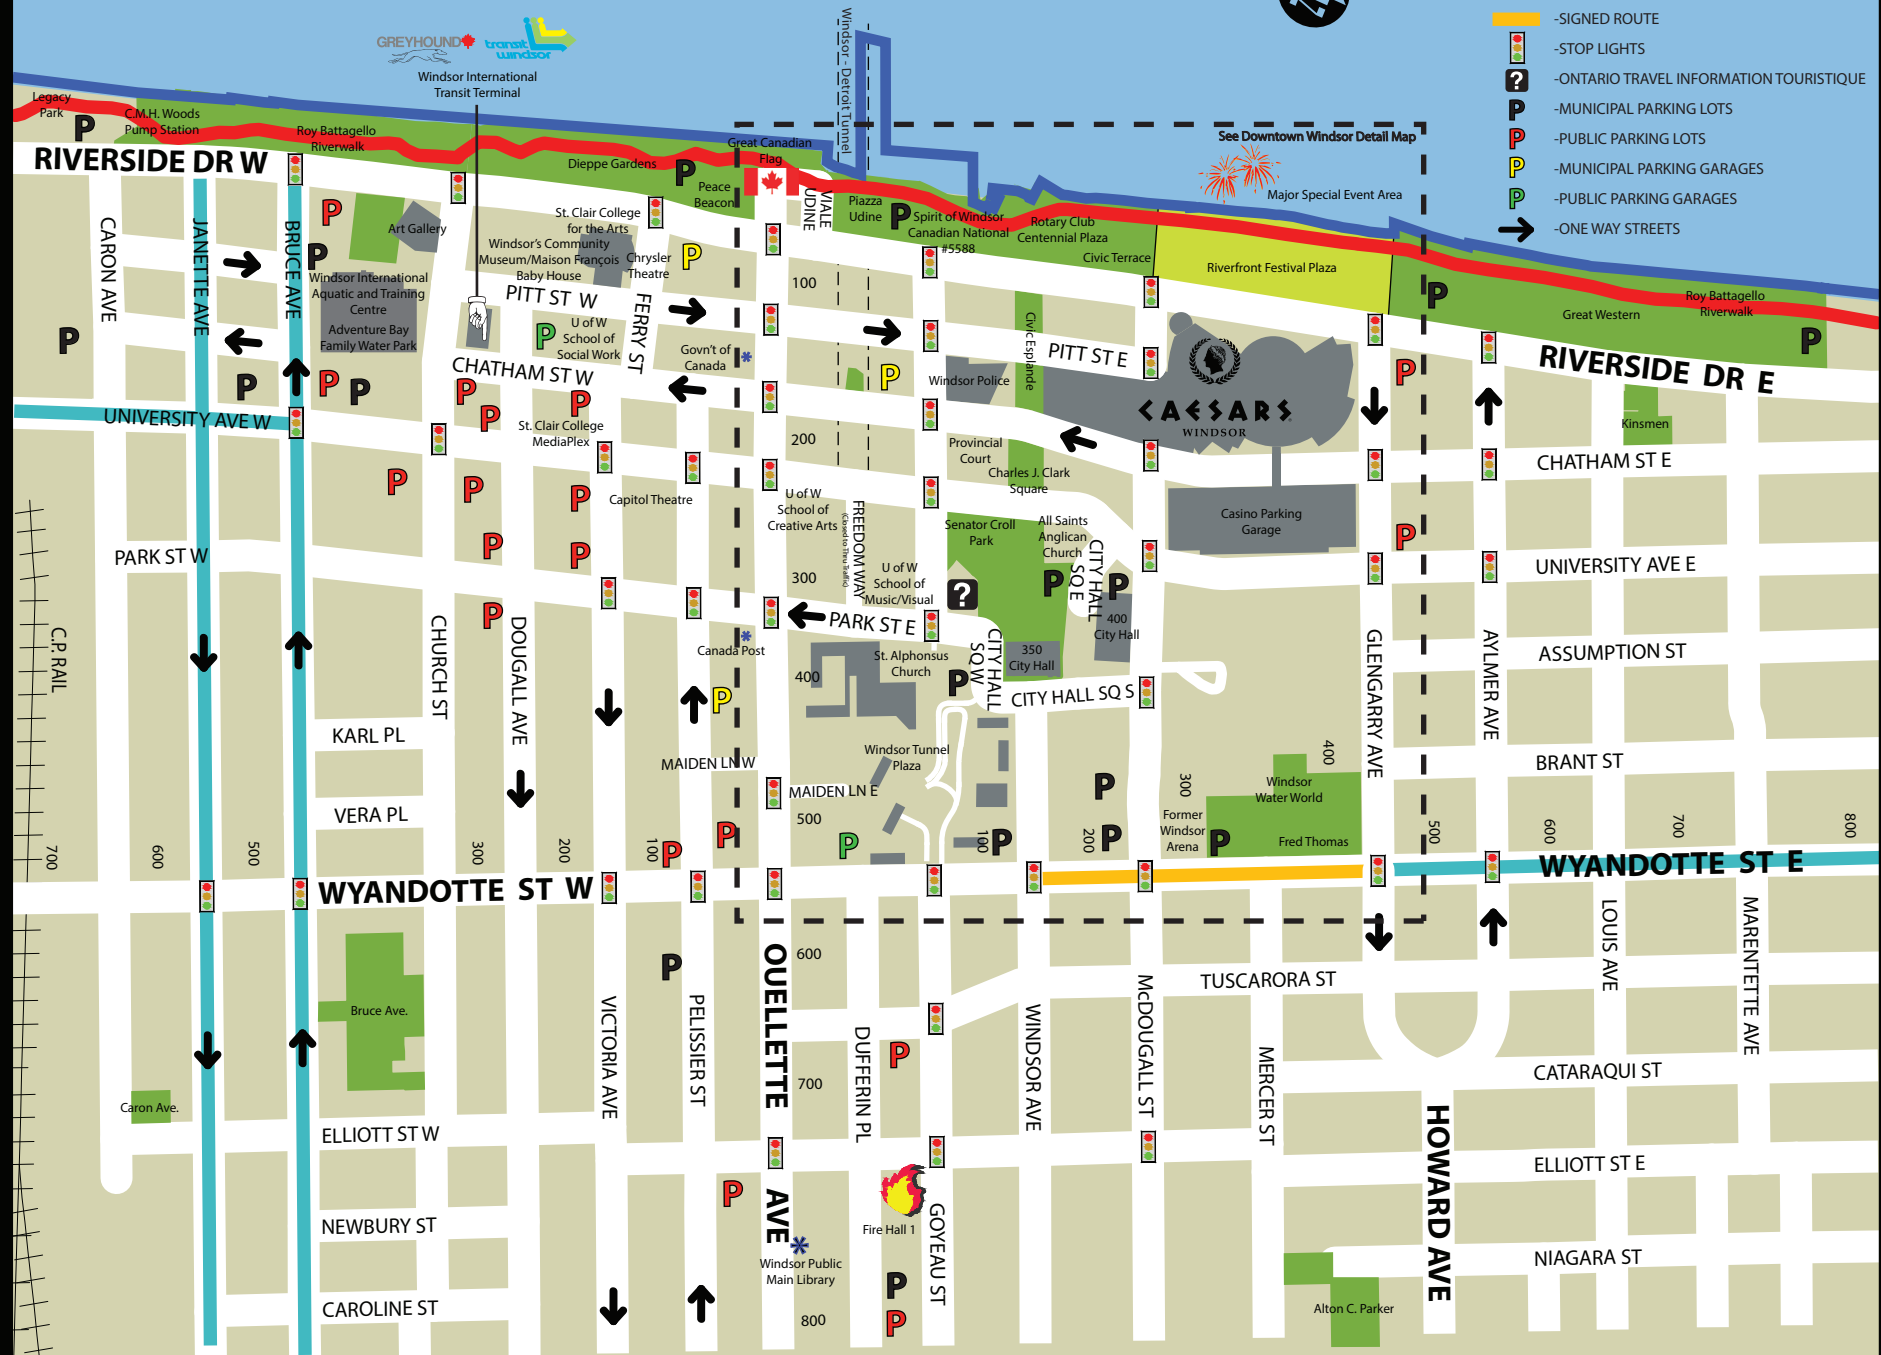 -SIGNED ROUTE
-STOP LIGHTS
? -ONTARIO TRAVEL INFORMATION TOURISTIQUE
P -MUNICIPAL PARKING LOTS
P -PUBLIC PARKING LOTS
P -MUNICIPAL PARKING GARAGES
P -PUBLIC PARKING GARAGES
-ONE WAY STREETS
GREYHOUND
transit
windsor
Windsor International
Transit Terminal
Windsor - Detroit Tunnel
See Downtown Windsor Detail Map
Major Special Event Area
Legacy
Park
C.M.H. Woods
Pump Station
Roy Battagello
Riverwalk
Dieppe Gardens
Great Canadian
Flag
Peace
Beacon
VIALE
UDINE
Piazza
Udine
Spirit of Windsor
Canadian National
#5588
Rotary Club
Centennial Plaza
Civic Terrace
Riverfront Festival Plaza
Great Western
Roy Battagello
Riverwalk
RIVERSIDE DR W
RIVERSIDE DR E
CARON AVE
JANETTE AVE
BRUCE AVE
Art Gallery
St. Clair College
for the Arts
Windsor's Community
Museum/Maison François
Baby House
Chrysler
Theatre
Windsor International
Aquatic and Training
Centre
Adventure Bay
Family Water Park
PITT ST W
FERRY ST
U of W
School of
Social Work
CHATHAM ST W
Govn't of
Canada
100
Windsor Police
Civic Esplande
PITT ST E
CAESARS
WINDSOR
Kinsmen
CHATHAM ST E
UNIVERSITY AVE W
St. Clair College
MediaPlex
Capitol Theatre
200
Provincial
Court
Charles J. Clark
Square
U of W
School of
Creative Arts
FREEDOM WAY
(Closed to Thru Traffic)
Senator Croll
Park
All Saints
Anglican
Church
CITY HALL
SQ E
Casino Parking
Garage
UNIVERSITY AVE E
PARK ST W
300
U of W
School of
Music/Visual
?
PARK ST E
400
City Hall
350
City Hall
CITY HALL
SQ W
CITY HALL SQ S
C.P. RAIL
CHURCH ST
DOUGALL AVE
Canada Post
St. Alphonsus
Church
400
GLENGARRY AVE
AYLMER AVE
ASSUMPTION ST
KARL PL
MAIDEN LN W
MAIDEN LN E
Windsor Tunnel
Plaza
BRANT ST
VERA PL
500
Windsor
Water World
Former
Windsor
Arena
Fred Thomas
400
300
700
600
500
300
200
100
100
200
500
600
700
800
WYANDOTTE ST W
WYANDOTTE ST E
Bruce Ave.
Caron Ave.
VICTORIA AVE
PELISSIER ST
OUELLETTE
AVE
600
700
800
DUFFERIN PL
GOYEAU ST
WINDSOR AVE
McDOUGALL ST
MERCER ST
TUSCARORA ST
LOUIS AVE
MARENTETTE AVE
CATARAQUI ST
HOWARD AVE
ELLIOTT ST W
ELLIOTT ST E
NEWBURY ST
CAROLINE ST
Fire Hall 1
Windsor Public
Main Library
NIAGARA ST
Alton C. Parker